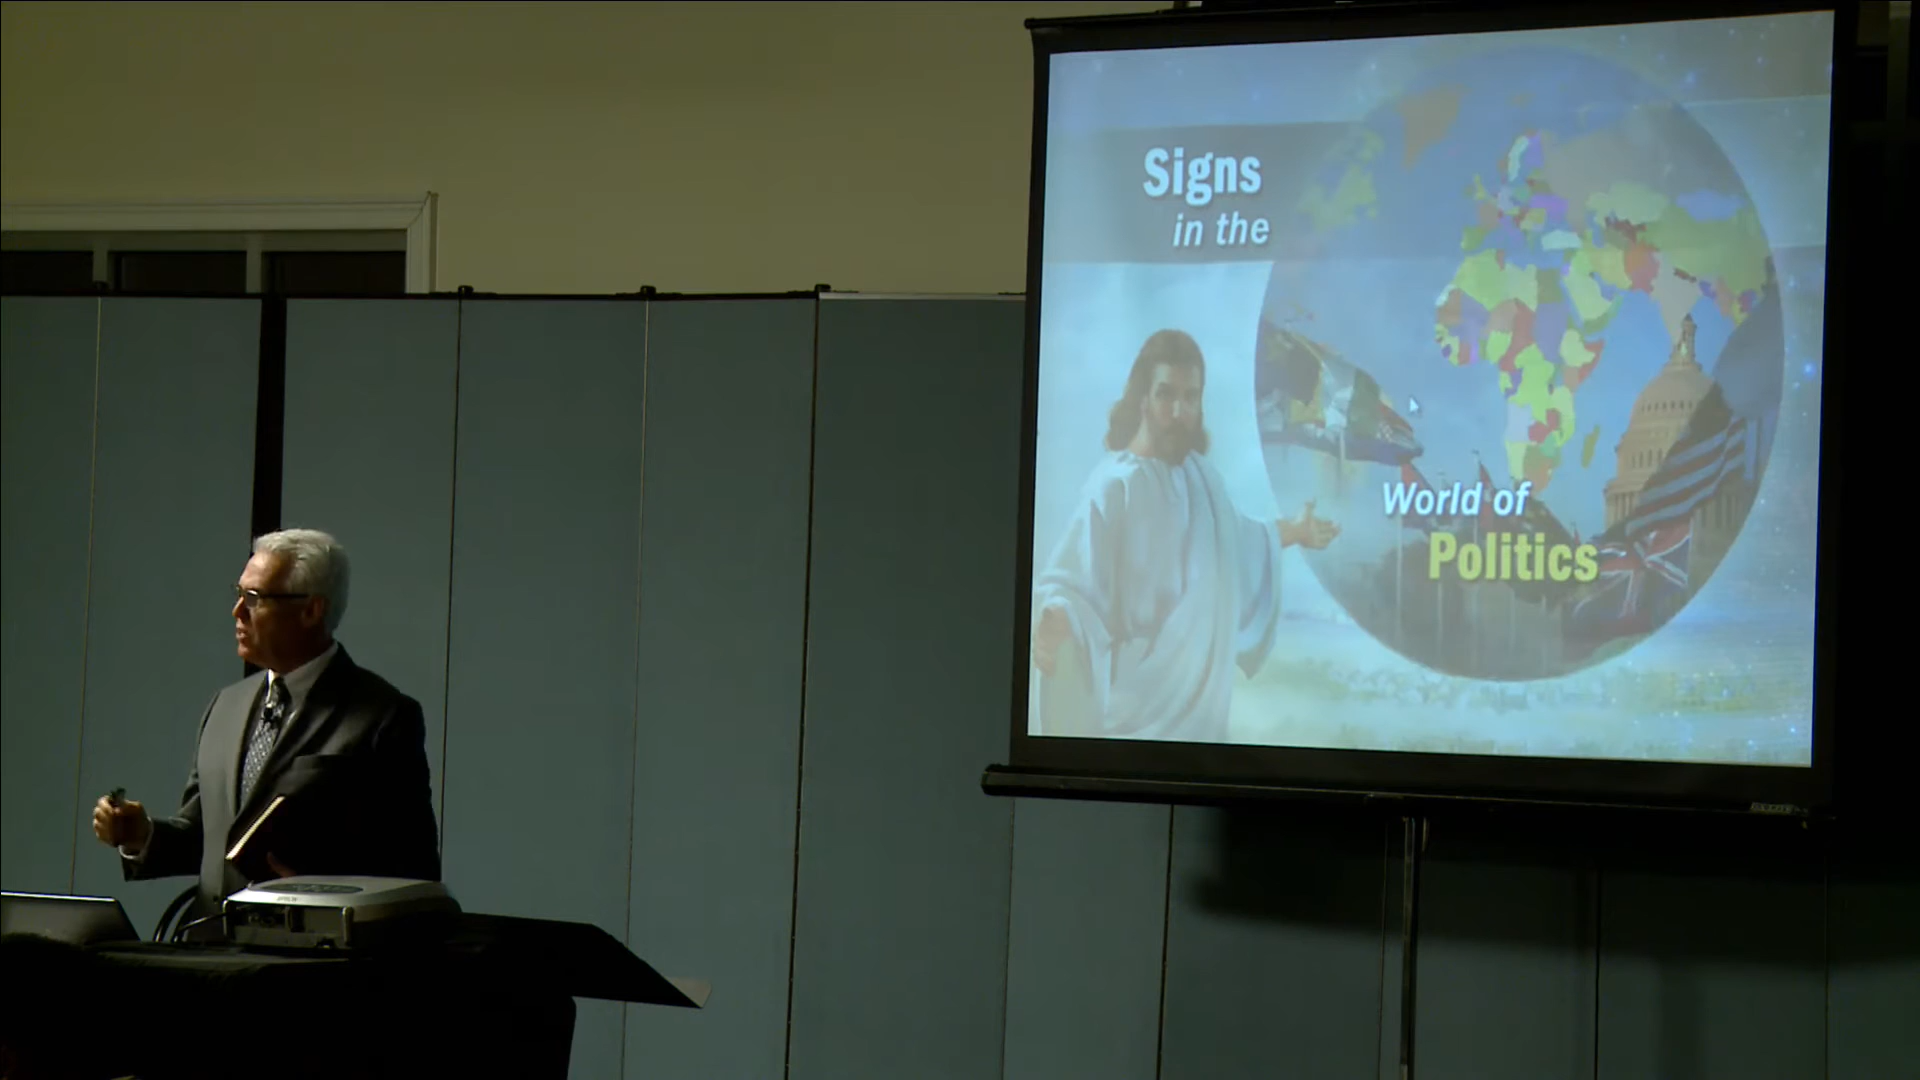 Signs
in the
World of
Politics